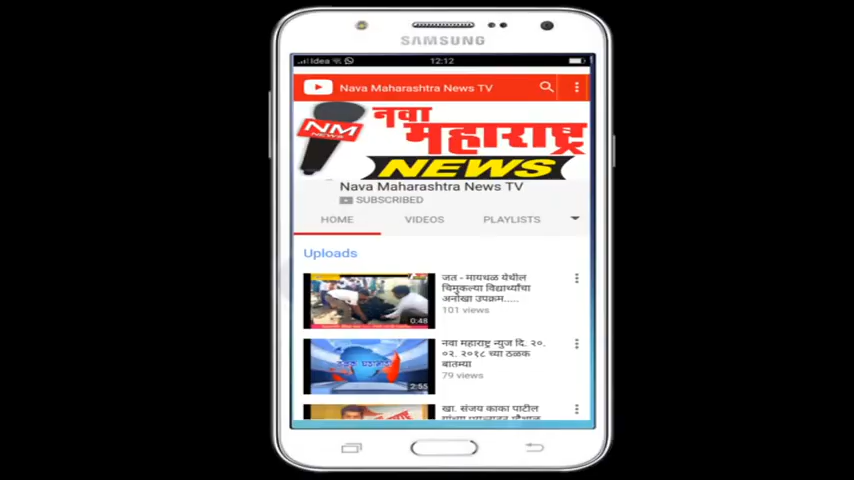 SAMSUNG
Idea 12:12
Nava Maharashtra News TV
NM
NEWS
नवा
महाराष्ट्र
NEWS
Nava Maharashtra News TV
SUBSCRIBED
HOME VIDEOS PLAYLISTS
Uploads
जत - मायथळ येथील
चिमुकल्या विद्यार्थ्यांचा
अनोखा उपक्रम.....
101 views
0:48
नवा महाराष्ट्र न्युज दि. २०.
०२. २०१८ च्या ठळक
बातम्या
79 views
2:55
खा. संजय काका पाटील